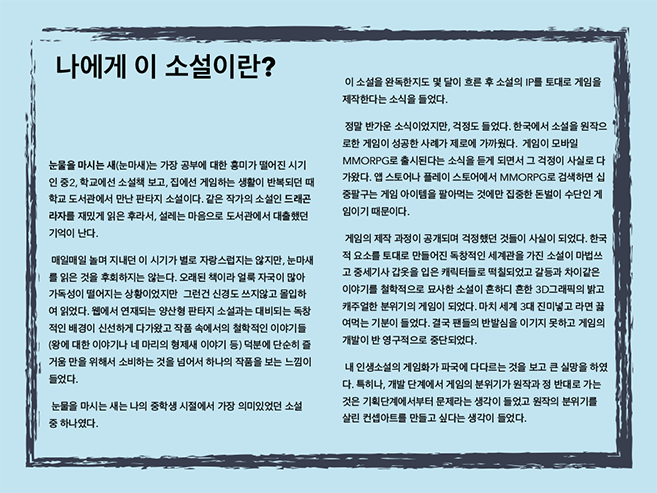 나에게 이 소설이란?
눈물을 마시는 새(눈마새)는 가장 공부에 대한 흥미가 떨어진 시기
인 중2, 학교에선 소설책 보고, 집에선 게임하는 생활이 반복되던 때
학교 도서관에서 만난 판타지 소설이다. 같은 작가의 소설인 드래곤
라자를 재밌게 읽은 후라서, 설레는 마음으로 도서관에서 대출했던
기억이 난다.
매일매일 놀며 지내던 이 시기가 별로 자랑스럽지는 않지만, 눈마새
를 읽은 것을 후회하지는 않는다. 오래된 책이라 얼룩 자국이 많아
가독성이 떨어지는 상황이었지만 그런건 신경도 쓰지않고 몰입하
여 읽었다. 웹에서 연재되는 양산형 판타지 소설과는 대비되는 독창
적인 배경이 신선하게 다가왔고 작품 속에서의 철학적인 이야기들
(왕에 대한 이야기나 네 마리의 형제새 이야기 등) 덕분에 단순히 즐
거움 만을 위해서 소비하는 것을 넘어서 하나의 작품을 보는 느낌이
들었다.
눈물을 마시는 새는 나의 중학생 시절에서 가장 의미있었던 소설
중 하나였다.
이 소설을 완독한지도 몇 달이 흐른 후 소설의 IP를 토대로 게임을
제작한다는 소식을 들었다.
정말 반가운 소식이었지만, 걱정도 들었다. 한국에서 소설을 원작으
로한 게임이 성공한 사례가 제로에 가까웠다. 게임이 모바일
MMORPG로 출시된다는 소식을 듣게 되면서 그 걱정이 사실로 다
가왔다. 앱 스토어나 플레이 스토어에서 MMORPG로 검색하면 십
중팔구는 게임 아이템을 팔아먹는 것에만 집중한 돈벌이 수단인 게
임이기 때문이다.
게임의 제작 과정이 공개되며 걱정했던 것들이 사실이 되었다. 한국
적 요소를 토대로 만들어진 독창적인 세계관을 가진 소설이 마법쓰
고 중세기사 갑옷을 입은 캐릭터들로 떡칠되었고 갈등과 차이같은
이야기를 철학적으로 묘사한 소설이 흔하디 흔한 3D그래픽의 밝고
캐주얼한 분위기의 게임이 되었다. 마치 세계 3대 진미넣고 라면 끓
여먹는 기분이 들었다. 결국 팬들의 반발심을 이기지 못하고 게임의
개발이 반 영구적으로 중단되었다.
내 인생소설의 게임화가 파국에 다다르는 것을 보고 큰 실망을 하였
다. 특히나, 개발 단계에서 게임의 분위기가 원작과 정 반대로 가는
것은 기획단계에서부터 문제라는 생각이 들었고 원작의 분위기를
살린 컨셉아트를 만들고 싶다는 생각이 들었다.